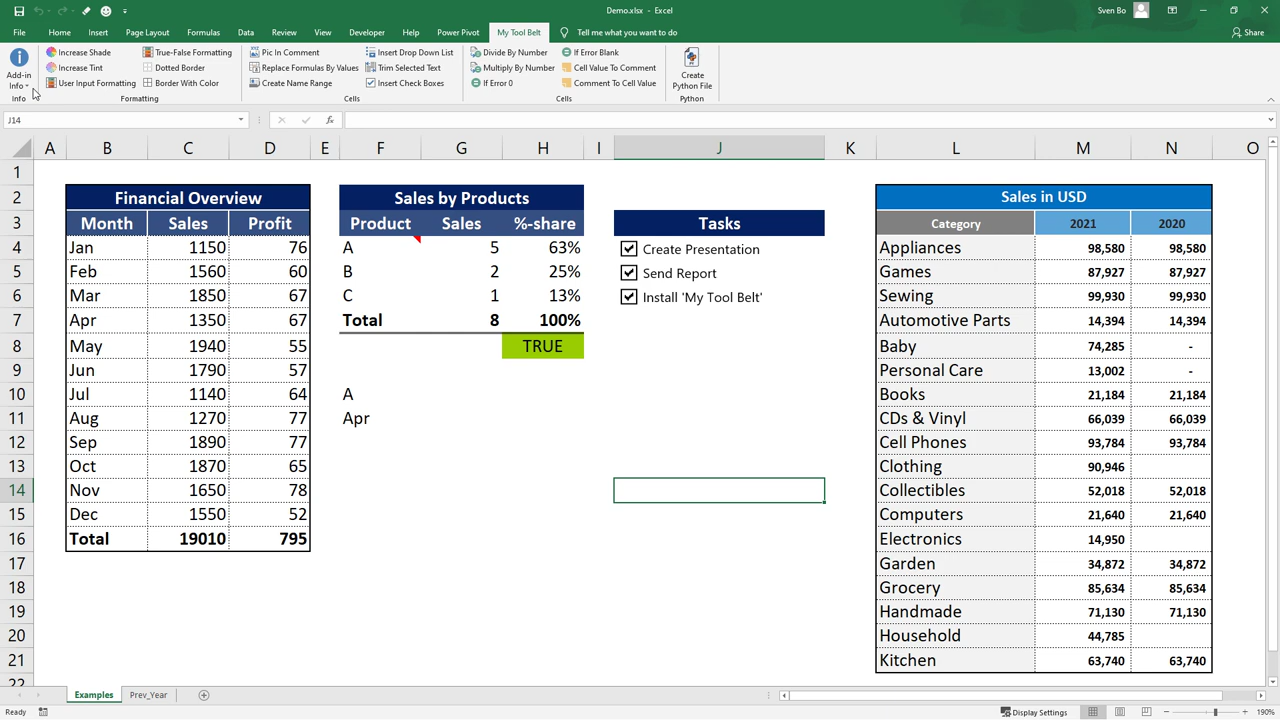 Demo.xlsx - Excel
Sven Bo
File Home Insert Page Layout Formulas Data Review View Developer Help Power Pivot My Tool Belt Tell me what you want to do Share
Add-in Info
Info
Increase Shade
Increase Tint
User Input Formatting
True-False Formatting
Dotted Border
Border With Color
Formatting
Pic In Comment
Replace Formulas By Values
Create Name Range
Insert Drop Down List
Trim Selected Text
Insert Check Boxes
Cells
Divide By Number
Multiply By Number
If Error 0
If Error Blank
Cell Value To Comment
Comment To Cell Value
Cells
Create Python File
Python
J14
fx
A B C D E F G H I J K L M N O
1
2 Financial Overview Sales by Products Sales in USD
3 Month Sales Profit Product Sales %-share Tasks Category 2021 2020
4 Jan 1150 76 A 5 63% Create Presentation Appliances 98,580 98,580
5 Feb 1560 60 B 2 25% Send Report Games 87,927 87,927
6 Mar 1850 67 C 1 13% Install 'My Tool Belt' Sewing 99,930 99,930
7 Apr 1350 67 Total 8 100% Automotive Parts 14,394 14,394
8 May 1940 55 TRUE Baby 74,285 -
9 Jun 1790 57 Personal Care 13,002 -
10 Jul 1140 64 A Books 21,184 21,184
11 Aug 1270 77 Apr CDs & Vinyl 66,039 66,039
12 Sep 1890 77 Cell Phones 93,784 93,784
13 Oct 1870 65 Clothing 90,946
14 Nov 1650 78 Collectibles 52,018 52,018
15 Dec 1550 52 Computers 21,640 21,640
16 Total 19010 795 Electronics 14,950
17 Garden 34,872 34,872
18 Grocery 85,634 85,634
19 Handmade 71,130 71,130
20 Household 44,785
21 Kitchen 63,740 63,740
22
Examples Prev_Year
Ready Display Settings 190%